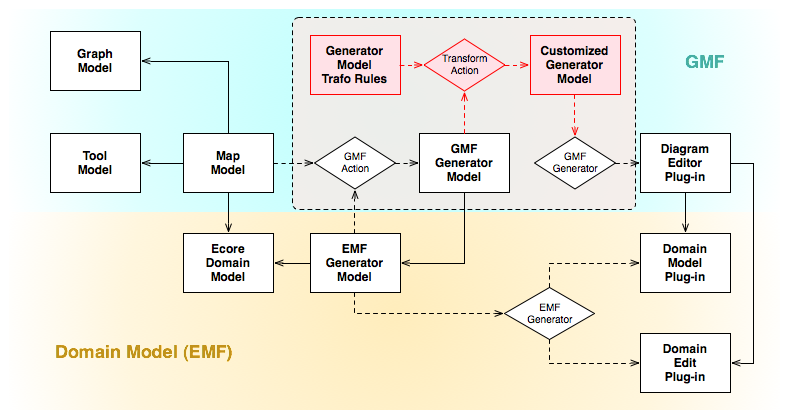 Graph
Model
Generator
Model
Trafo Rules
Transform
Action
Customized
Generator
Model
GMF
Tool
Model
Map
Model
GMF
Action
GMF
Generator
Model
GMF
Generator
Diagram
Editor
Plug-in
Ecore
Domain
Model
EMF
Generator
Model
Domain
Model
Plug-in
EMF
Generator
Domain Model (EMF)
Domain
Edit
Plug-in